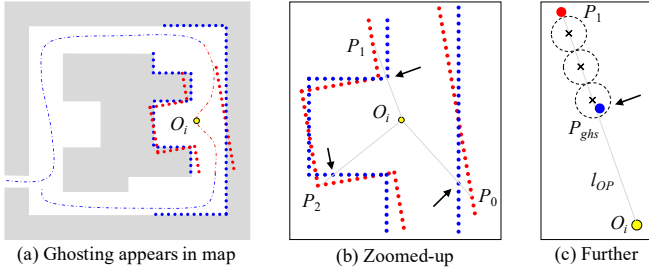 O_i
(a) Ghosting appears in map
P_1
O_i
P_2
P_0
(b) Zoomed-up
P_1
P_ghs
l_OP
O_i
(c) Further